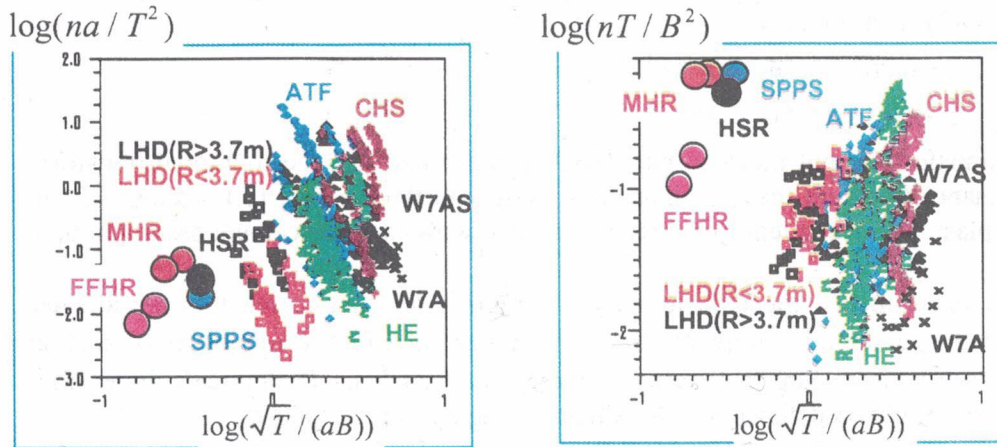 log(na / T²)
2.0
1.0
0.0
-1.0
-2.0
-3.0
-1
0
1
ATF
CHS
LHD(R>3.7m)
LHD(R<3.7m)
W7AS
MHR
HSR
FFHR
W7A
SPPS
HE
log(√T / (aB))
log(nT / B²)
-1
-2
-1
0
1
MHR
SPPS
HSR
ATF
CHS
W7AS
FFHR
LHD(R<3.7m)
LHD(R>3.7m)
W7A
HE
log(√T / (aB))